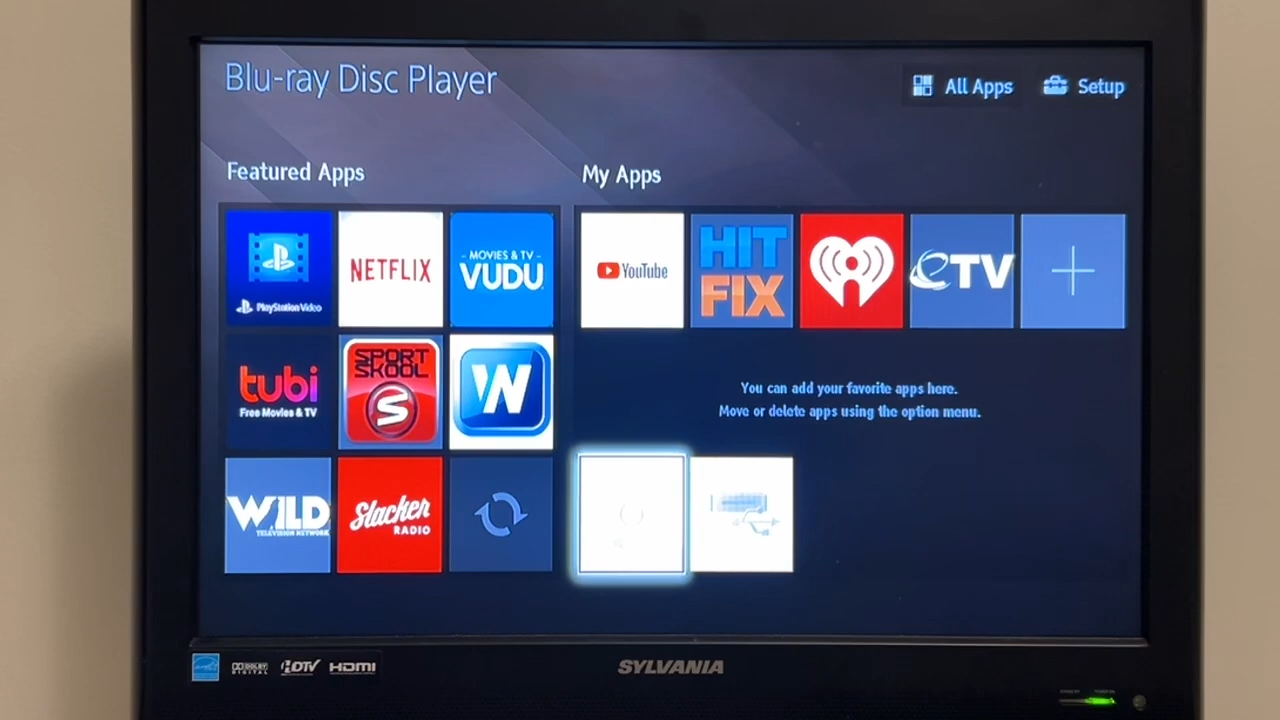 Blu-ray Disc Player
All Apps
Setup
Featured Apps
My Apps
PlayStation Video
NETFLIX
- MOVIES & TV -
VUDU
YouTube
HIT
FIX
eTV
tubi
Free Movies & TV
SPORT
SKOOL
S
W
You can add your favorite apps here.
Move or delete apps using the option menu.
WILD
TELEVISION NETWORK
Slacker
RADIO
DOLBY
DIGITAL
HDTV
HDMI
SYLVANIA